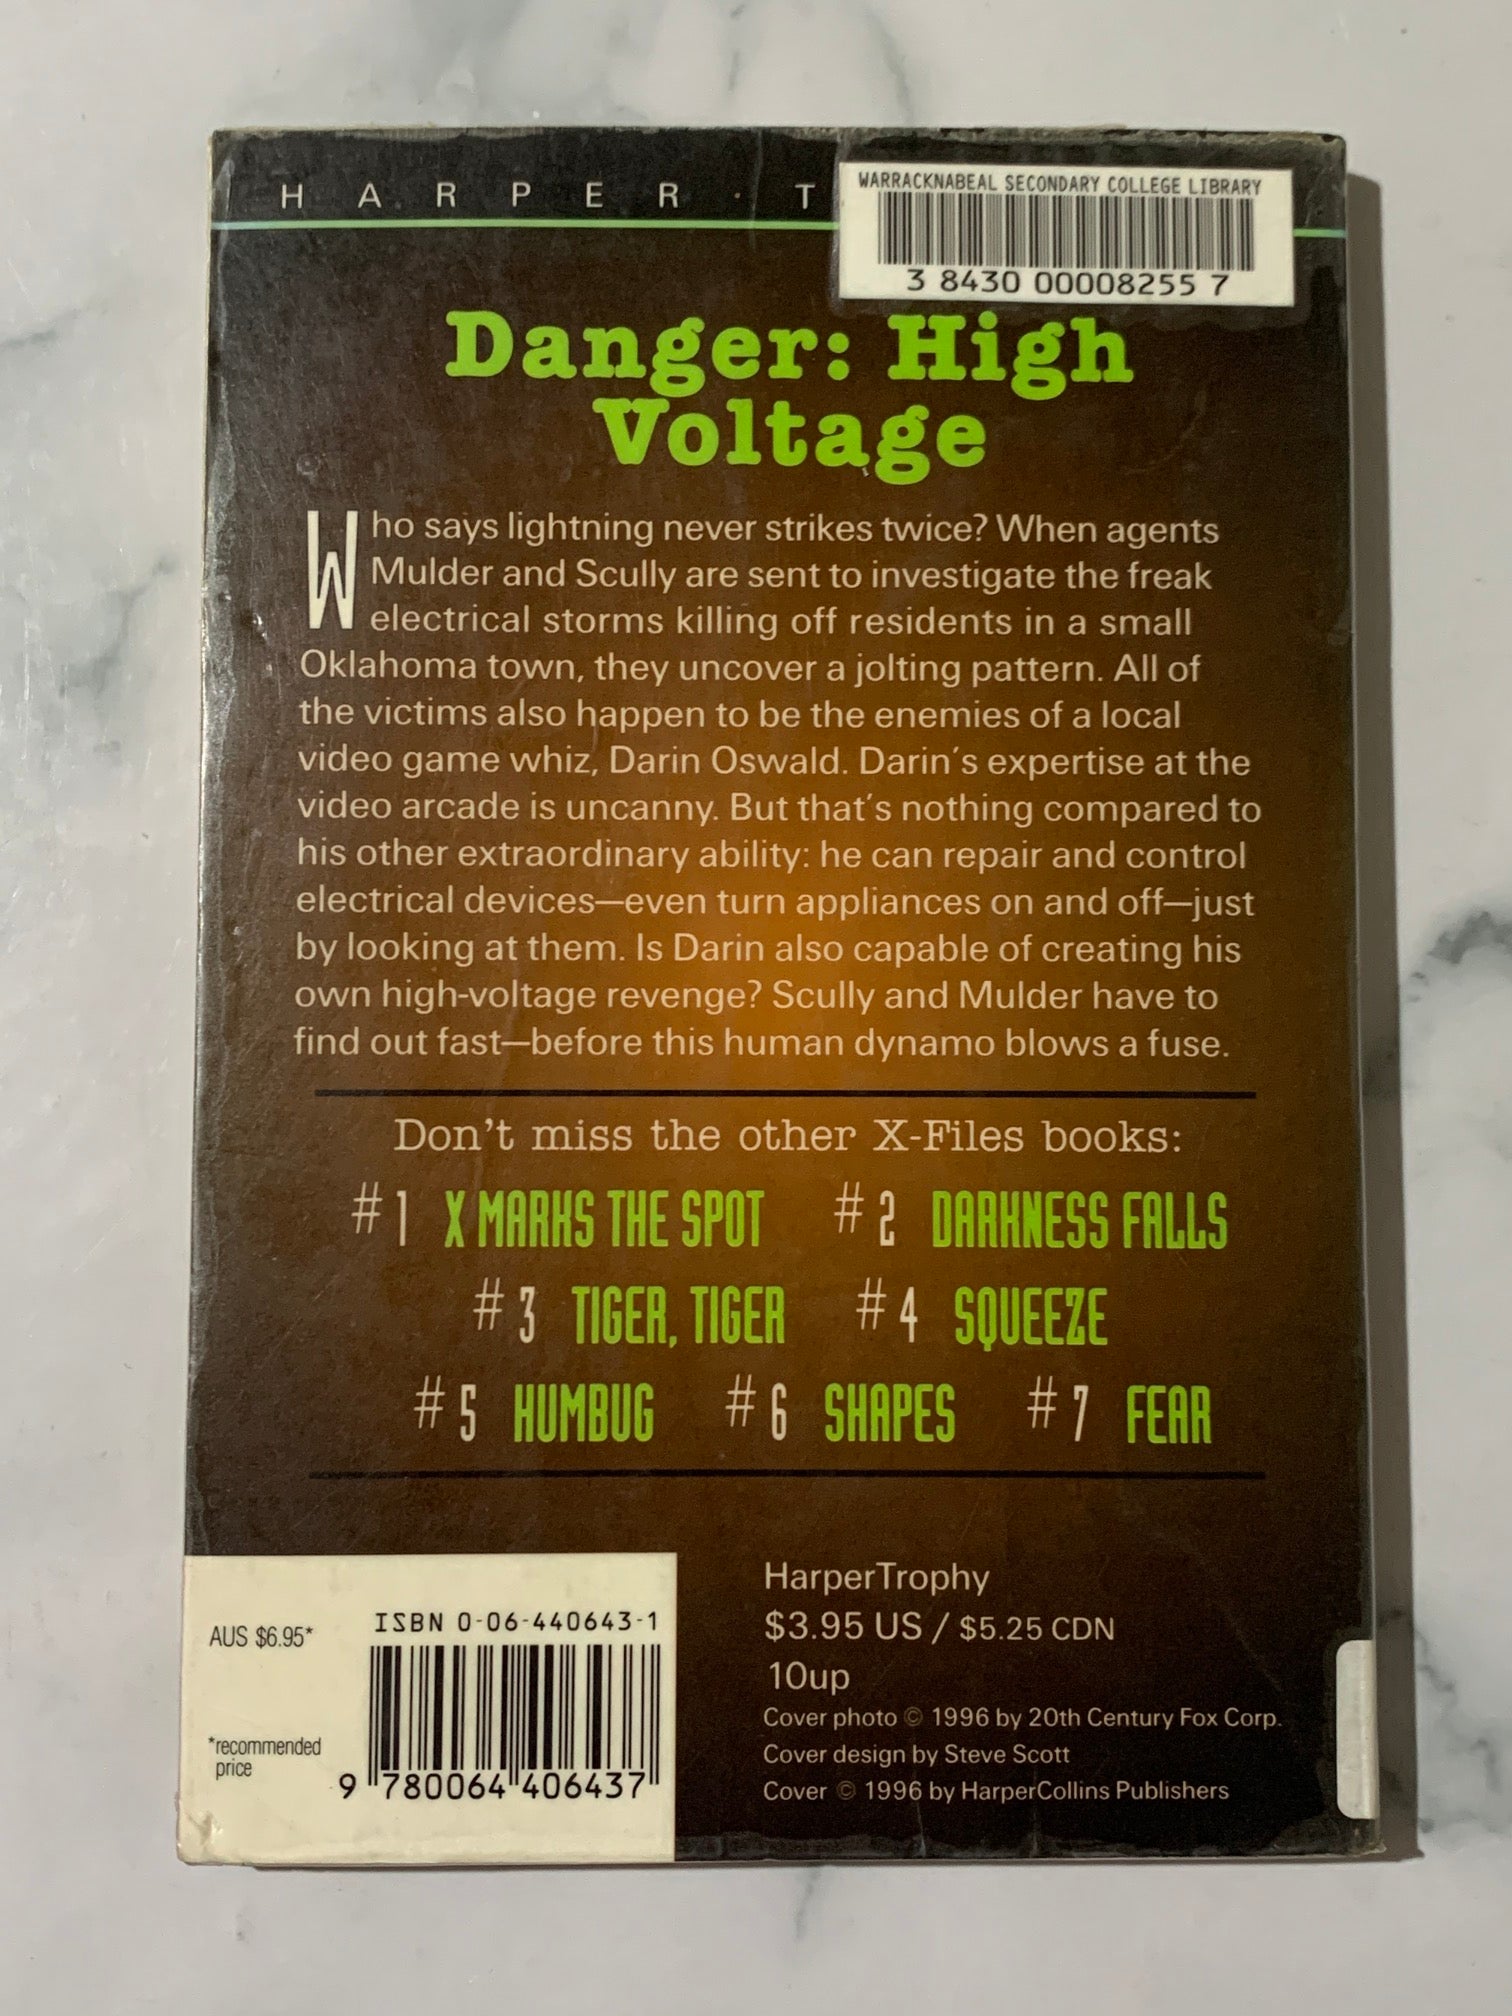 HARPER · T
WARRACKNABEAL SECONDARY COLLEGE LIBRARY
3 8430 00008255 7
Danger: High
Voltage
Who says lightning never strikes twice? When agents
Mulder and Scully are sent to investigate the freak
electrical storms killing off residents in a small
Oklahoma town, they uncover a jolting pattern. All of
the victims also happen to be the enemies of a local
video game whiz, Darin Oswald. Darin's expertise at the
video arcade is uncanny. But that's nothing compared to
his other extraordinary ability: he can repair and control
electrical devices—even turn appliances on and off—just
by looking at them. Is Darin also capable of creating his
own high-voltage revenge? Scully and Mulder have to
find out fast—before this human dynamo blows a fuse.
Don't miss the other X-Files books:
#1 X MARKS THE SPOT #2 DARKNESS FALLS
#3 TIGER, TIGER #4 SQUEEZE
#5 HUMBUG #6 SHAPES #7 FEAR
AUS $6.95*
*recommended
price
ISBN 0-06-440643-1
9 780064 406437
HarperTrophy
$3.95 US / $5.25 CDN
10up
Cover photo © 1996 by 20th Century Fox Corp.
Cover design by Steve Scott
Cover © 1996 by HarperCollins Publishers